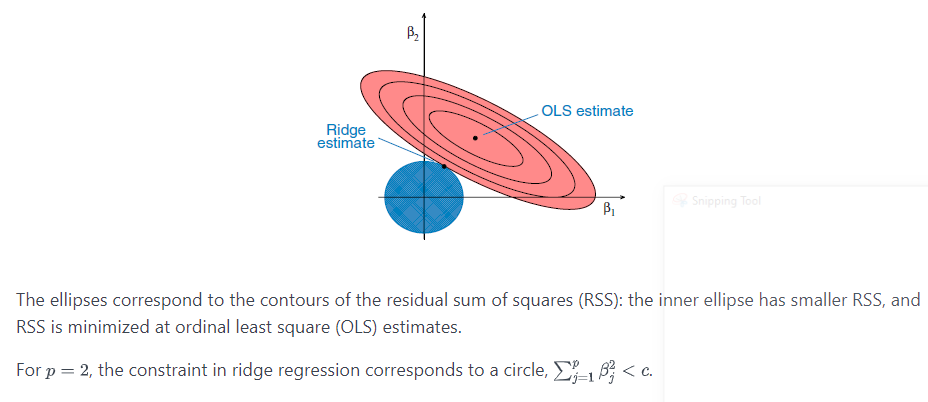 β₂
OLS estimate
Ridge
estimate
β₁
Snipping Tool
The ellipses correspond to the contours of the residual sum of squares (RSS): the inner ellipse has smaller RSS, and
RSS is minimized at ordinal least square (OLS) estimates.
For p = 2, the constraint in ridge regression corresponds to a circle, ∑ᵖⱼ₌₁ βⱼ² < c.